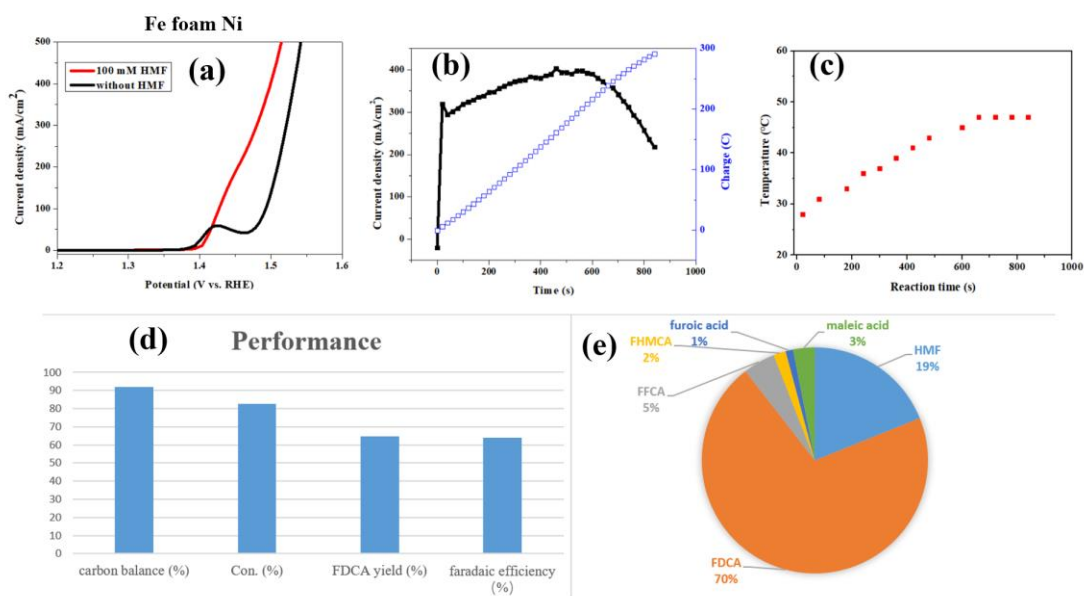 Fe foam Ni
(a)
100 mM HMF
without HMF
Current density (mA/cm²)
500
400
300
200
100
0
1.2
1.3
1.4
1.5
1.6
Potential (V vs. RHE)
(b)
Current density (mA/cm²)
400
300
200
100
0
300
200
100
0
Charge (C)
0
200
400
600
800
1000
Time (s)
(c)
Temperature (°C)
60
50
40
30
20
0
200
400
600
800
1000
Reaction time (s)
(d)
Performance
100
90
80
70
60
50
40
30
20
10
0
carbon balance (%)
Con. (%)
FDCA yield (%)
faradaic efficiency
(%)
(e)
furoic acid
1%
maleic acid
3%
FHMCA
2%
HMF
19%
FFCA
5%
FDCA
70%